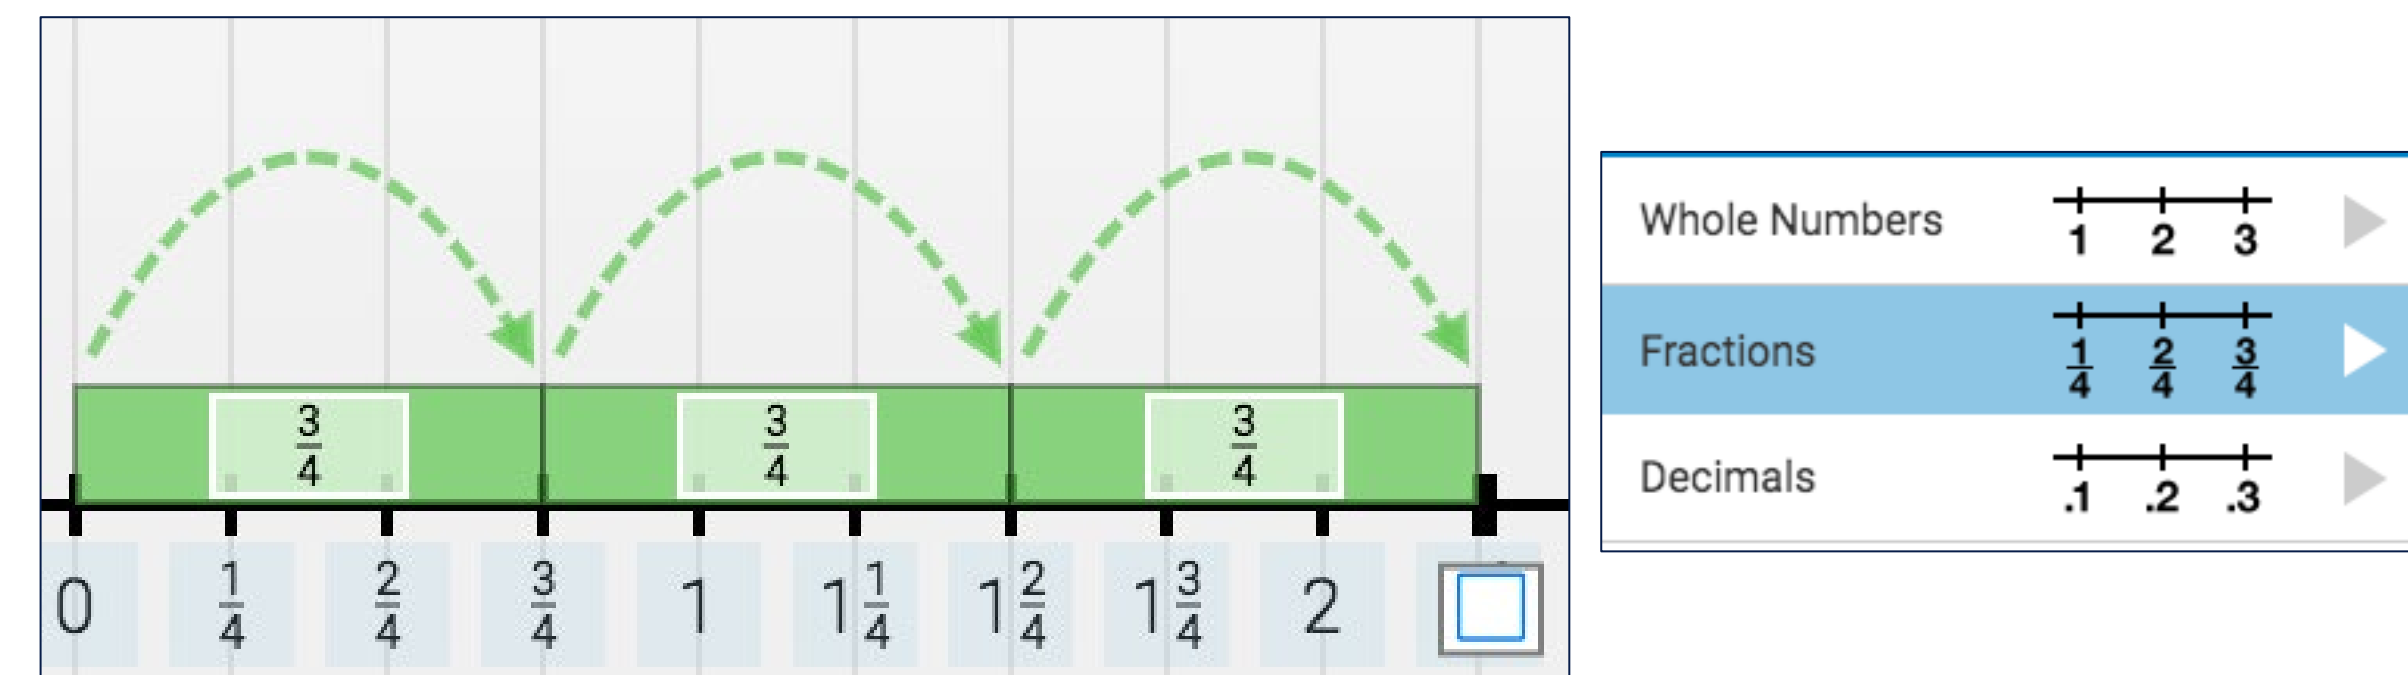 3/4 3/4 3/4
0 1/4 2/4 3/4 1 1 1/4 1 2/4 1 3/4 2
Whole Numbers 1 2 3
Fractions 1/4 2/4 3/4
Decimals .1 .2 .3